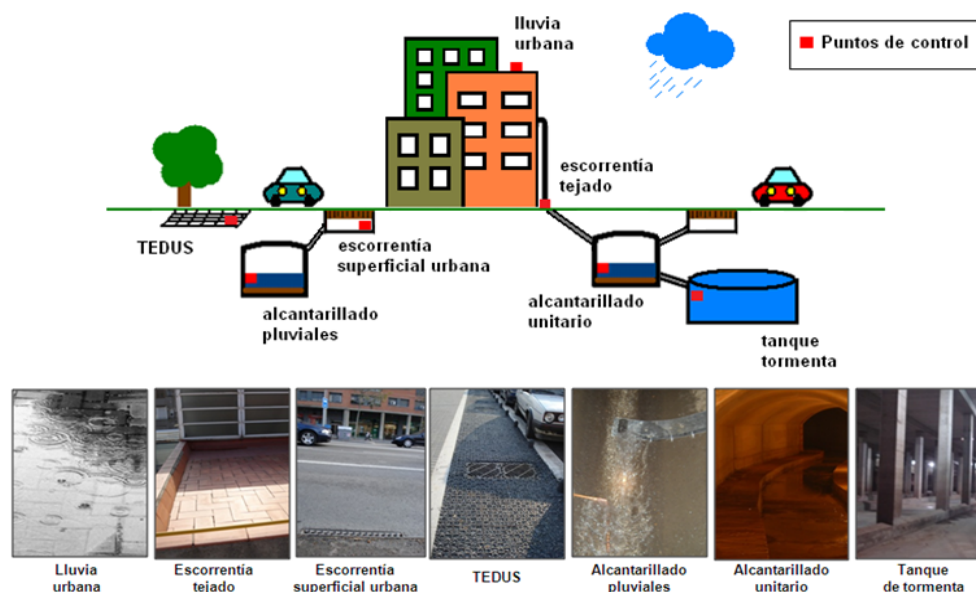 lluvia
urbana
Puntos de control
escorrentía
tejado
TEDUS
escorrentía
superficial urbana
alcantarillado
pluviales
alcantarillado
unitario
tanque
tormenta
Lluvia
urbana
Escorrentía
tejado
Escorrentía
superficial urbana
TEDUS
Alcantarillado
pluviales
Alcantarillado
unitario
Tanque
de tormenta